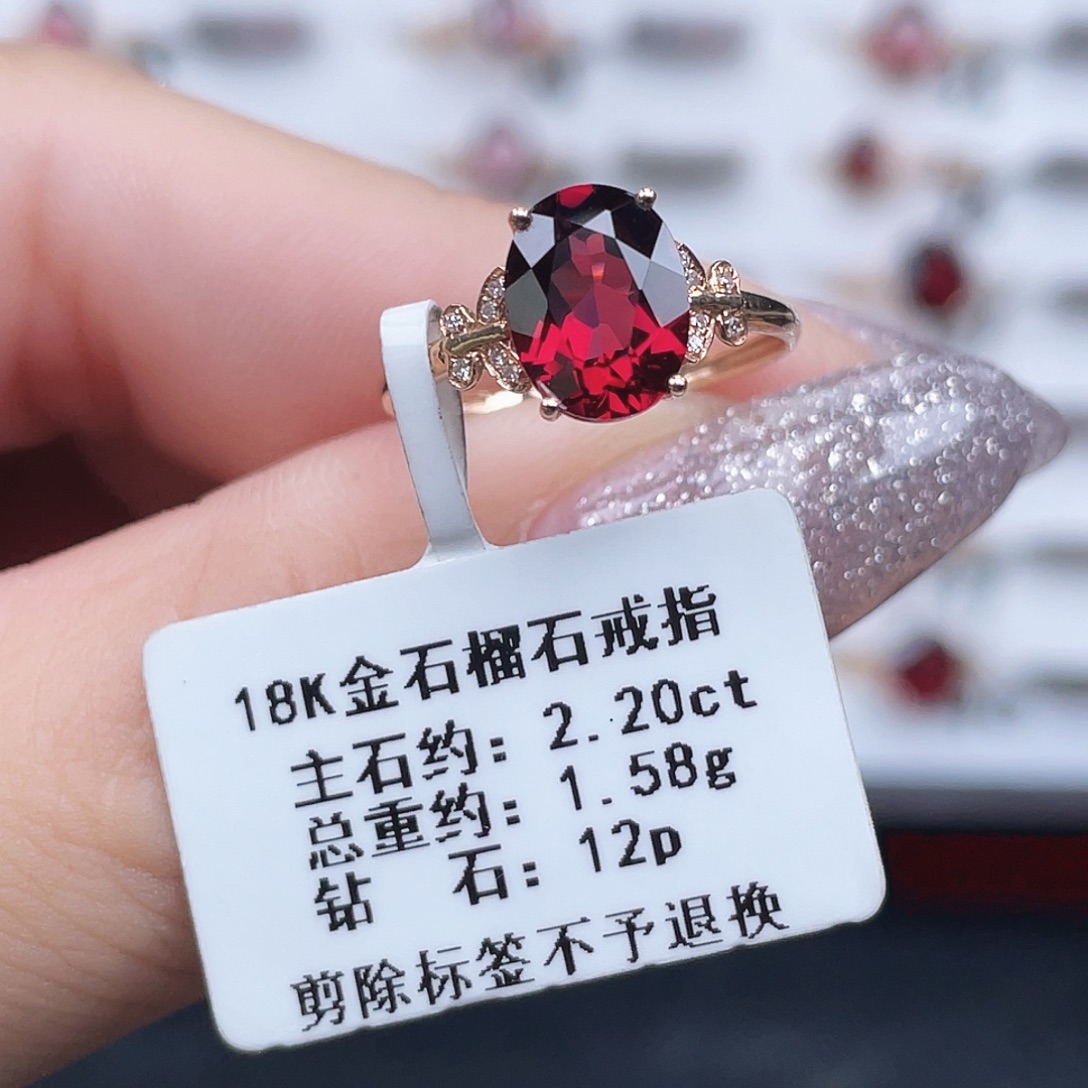 18K金石榴石戒指
主石约：2.20ct
总重约：1.58g
钻 石：12p
剪除标签不予退换